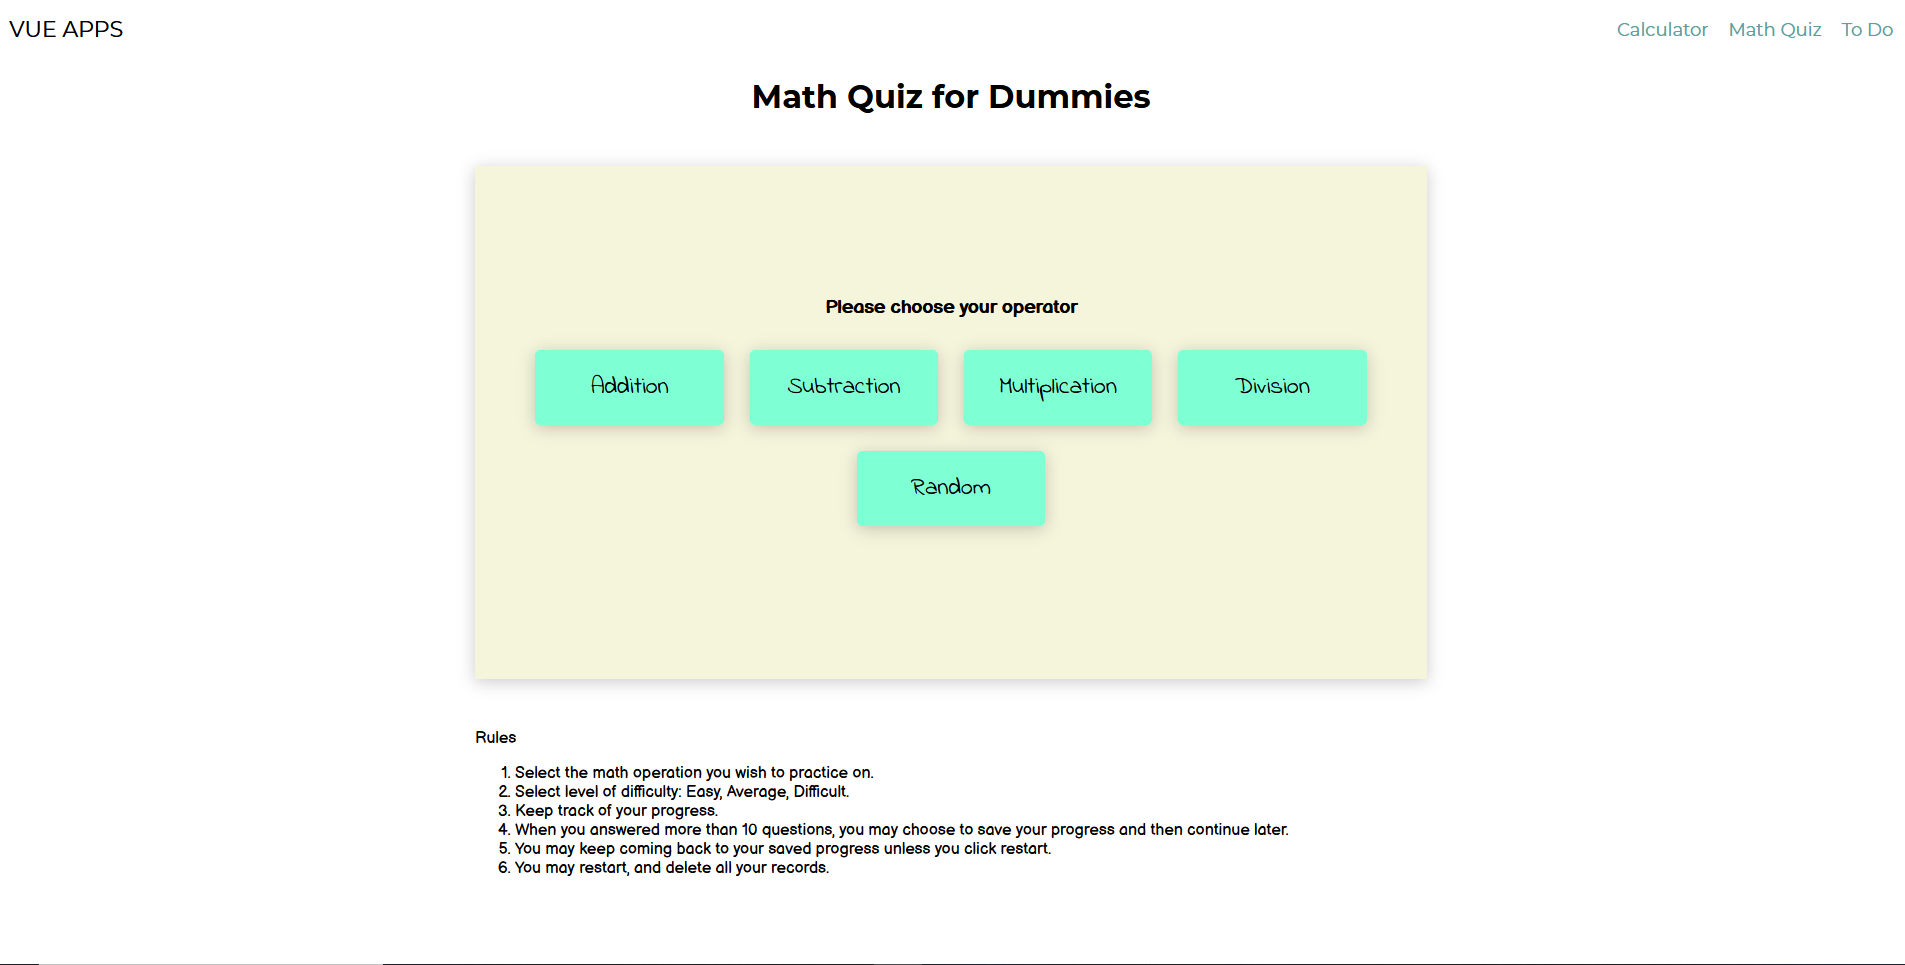 VUE APPS
Calculator Math Quiz To Do
Math Quiz for Dummies
Please choose your operator
Addition
Subtraction
Multiplication
Division
Random
Rules
1. Select the math operation you wish to practice on.
2. Select level of difficulty: Easy, Average, Difficult.
3. Keep track of your progress.
4. When you answered more than 10 questions, you may choose to save your progress and then continue later.
5. You may keep coming back to your saved progress unless you click restart.
6. You may restart, and delete all your records.